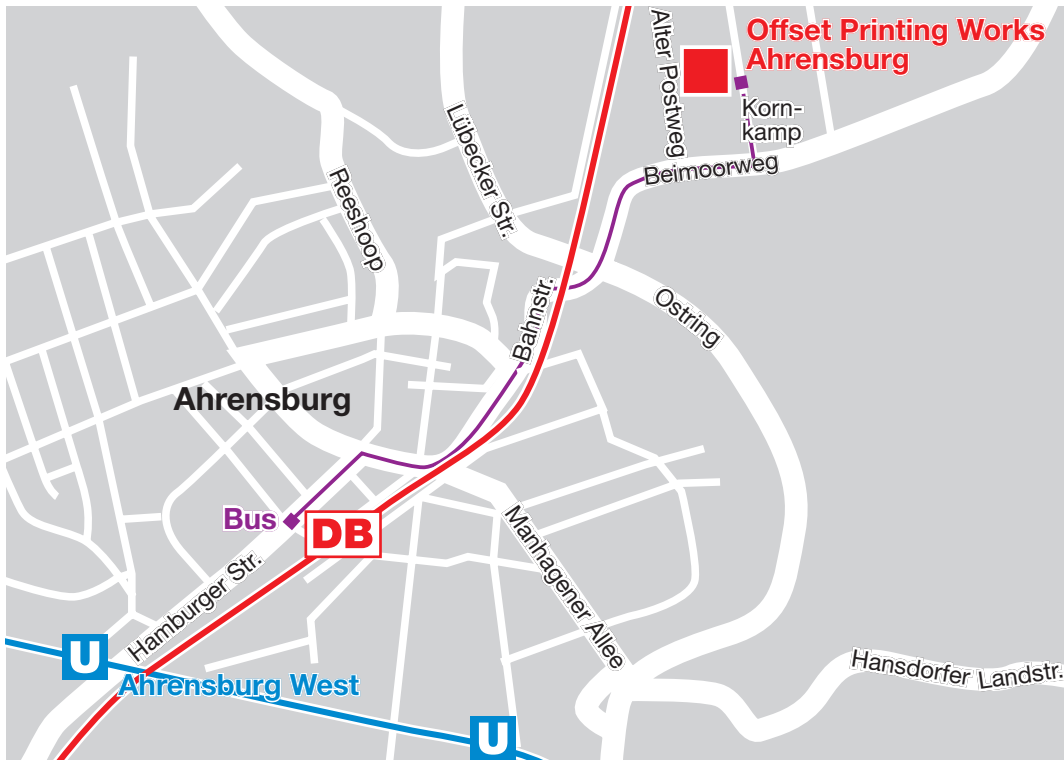 Offset Printing Works
Ahrensburg
Alter Postweg
Korn-
kamp
Beimoorweg
Lübecker Str.
Reeshoop
Bahnstr.
Ostring
Ahrensburg
Bus
DB
Manhagener Allee
Hamburger Str.
U
Ahrensburg West
Hansdorfer Landstr.
U